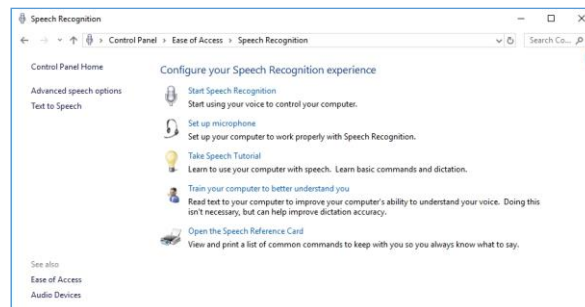 Speech Recognition
Control Panel > Ease of Access > Speech Recognition
Search Co...
Control Panel Home
Advanced speech options
Text to Speech
Configure your Speech Recognition experience
Start Speech Recognition
Start using your voice to control your computer.
Set up microphone
Set up your computer to work properly with Speech Recognition.
Take Speech Tutorial
Learn to use your computer with speech. Learn basic commands and dictation.
Train your computer to better understand you
Read text to your computer to improve your computer's ability to understand your voice. Doing this
isn't necessary, but can help improve dictation accuracy.
Open the Speech Reference Card
View and print a list of common commands to keep with you so you always know what to say.
See also
Ease of Access
Audio Devices